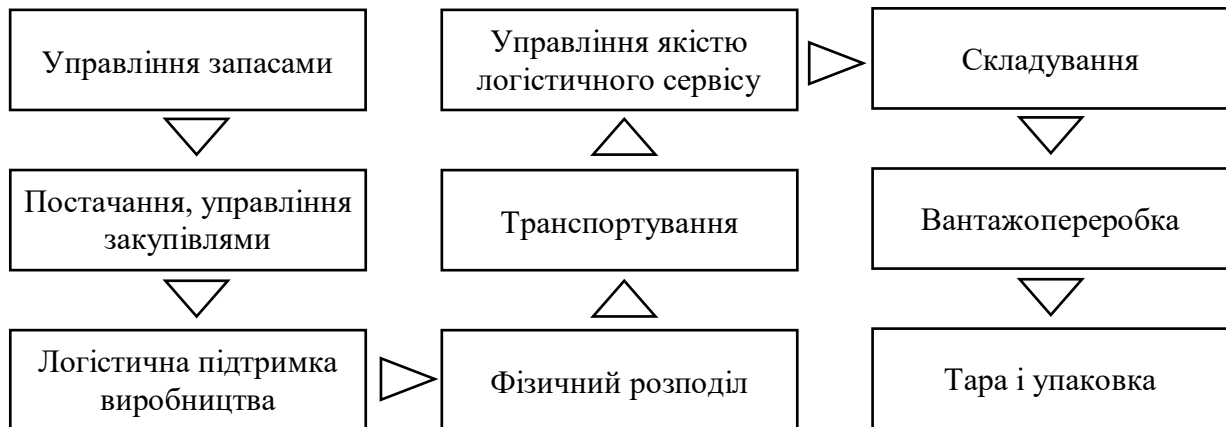 Управління запасами
Постачання, управління
закупівлями
Логістична підтримка
виробництва
Фізичний розподіл
Транспортування
Управління якістю
логістичного сервісу
Складування
Вантажопереробка
Тара і упаковка